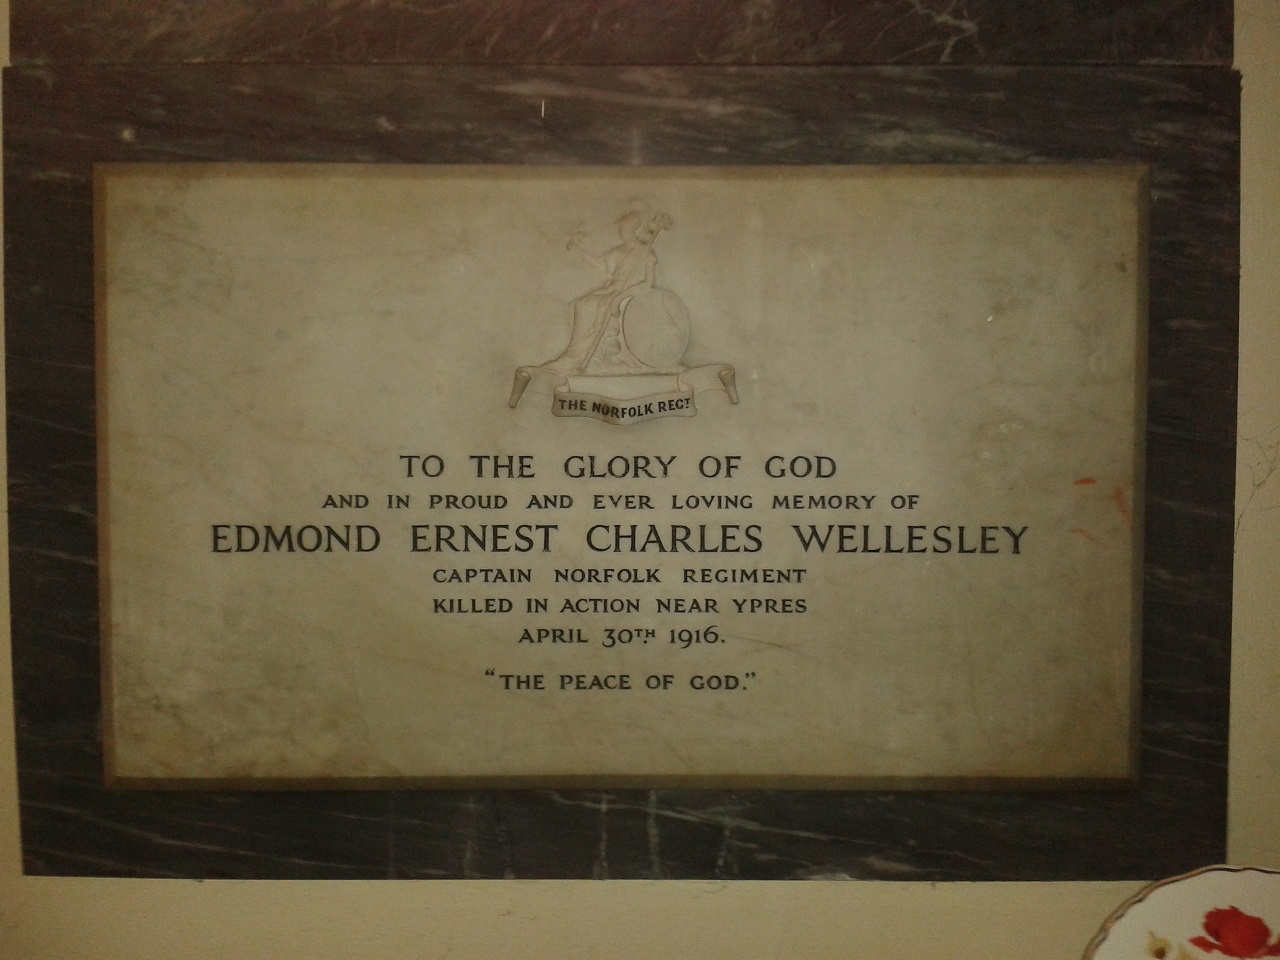 THE NORFOLK REGT
TO THE GLORY OF GOD
AND IN PROUD AND EVER LOVING MEMORY OF
EDMOND ERNEST CHARLES WELLESLEY
CAPTAIN NORFOLK REGIMENT
KILLED IN ACTION NEAR YPRES
APRIL 30TH 1916.
"THE PEACE OF GOD."